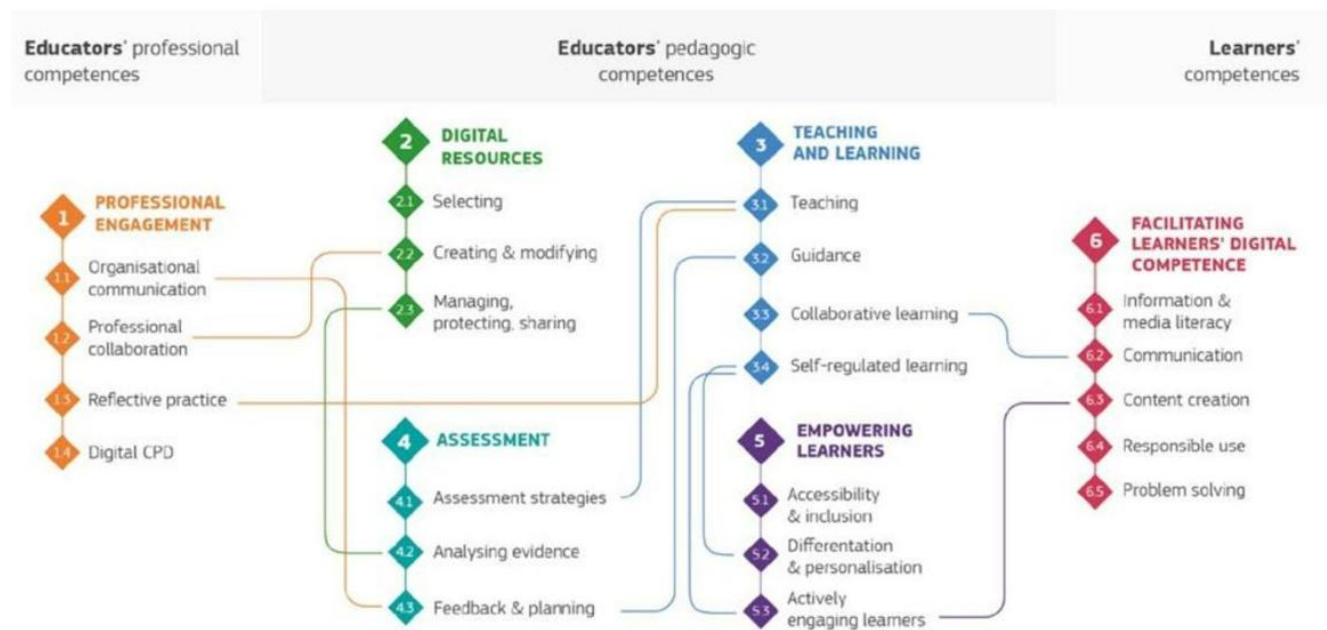 Educators' professional
competences
Educators' pedagogic
competences
Learners'
competences
1
PROFESSIONAL
ENGAGEMENT
1.1
Organisational
communication
1.2
Professional
collaboration
1.3
Reflective practice
1.4
Digital CPD
2
DIGITAL
RESOURCES
2.1
Selecting
2.2
Creating & modifying
2.3
Managing,
protecting, sharing
4
ASSESSMENT
4.1
Assessment strategies
4.2
Analysing evidence
4.3
Feedback & planning
3
TEACHING
AND LEARNING
3.1
Teaching
3.2
Guidance
3.3
Collaborative learning
3.4
Self-regulated learning
5
EMPOWERING
LEARNERS
5.1
Accessibility
& inclusion
5.2
Differentation
& personalisation
5.3
Actively
engaging learners
6
FACILITATING
LEARNERS' DIGITAL
COMPETENCE
6.1
Information &
media literacy
6.2
Communication
6.3
Content creation
6.4
Responsible use
6.5
Problem solving